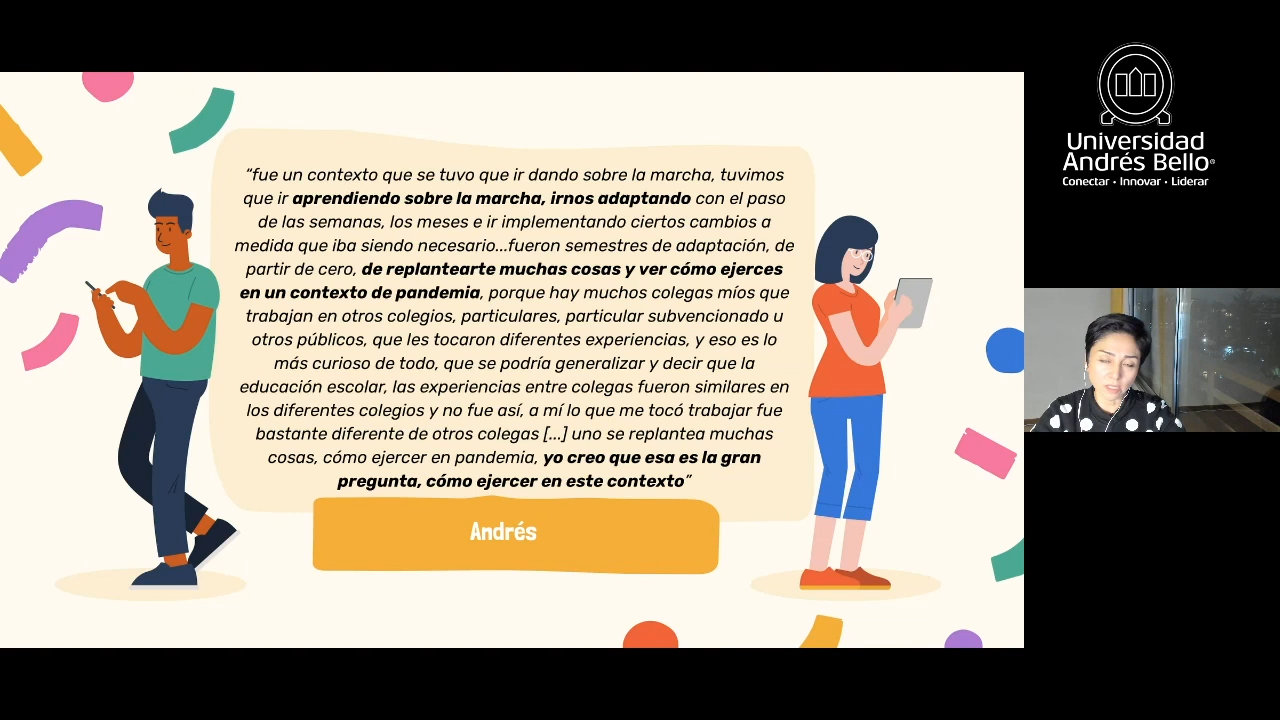 “fue un contexto que se tuvo que ir dando sobre la marcha, tuvimos
que ir aprendiendo sobre la marcha, irnos adaptando con el paso
de las semanas, los meses e ir implementando ciertos cambios a
medida que iba siendo necesario...fueron semestres de adaptación, de
partir de cero, de replantearte muchas cosas y ver cómo ejerces
en un contexto de pandemia, porque hay muchos colegas míos que
trabajan en otros colegios, particulares, particular subvencionado u
otros públicos, que les tocaron diferentes experiencias, y eso es lo
más curioso de todo, que se podría generalizar y decir que la
educación escolar, las experiencias entre colegas fueron similares en
los diferentes colegios y no fue así, a mí lo que me tocó trabajar fue
bastante diferente de otros colegas [...] uno se replantea muchas
cosas, cómo ejercer en pandemia, yo creo que esa es la gran
pregunta, cómo ejercer en este contexto”
Andrés
Universidad
Andrés Bello®
Conectar • Innovar • Liderar